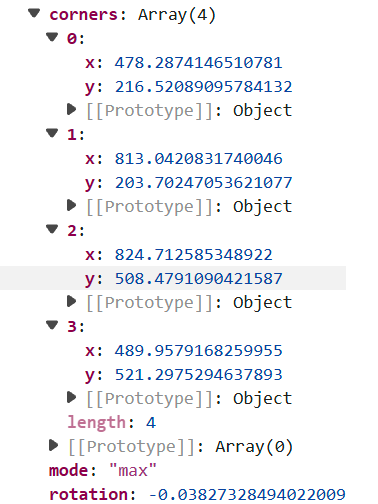 corners: Array(4)
0:
x: 478.2874146510781
y: 216.52089095784132
[[Prototype]]: Object
1:
x: 813.0420831740046
y: 203.70247053621077
[[Prototype]]: Object
2:
x: 824.712585348922
y: 508.4791090421587
[[Prototype]]: Object
3:
x: 489.9579168259955
y: 521.2975294637893
[[Prototype]]: Object
length: 4
[[Prototype]]: Array(0)
mode: "max"
rotation: -0.03827328494022009